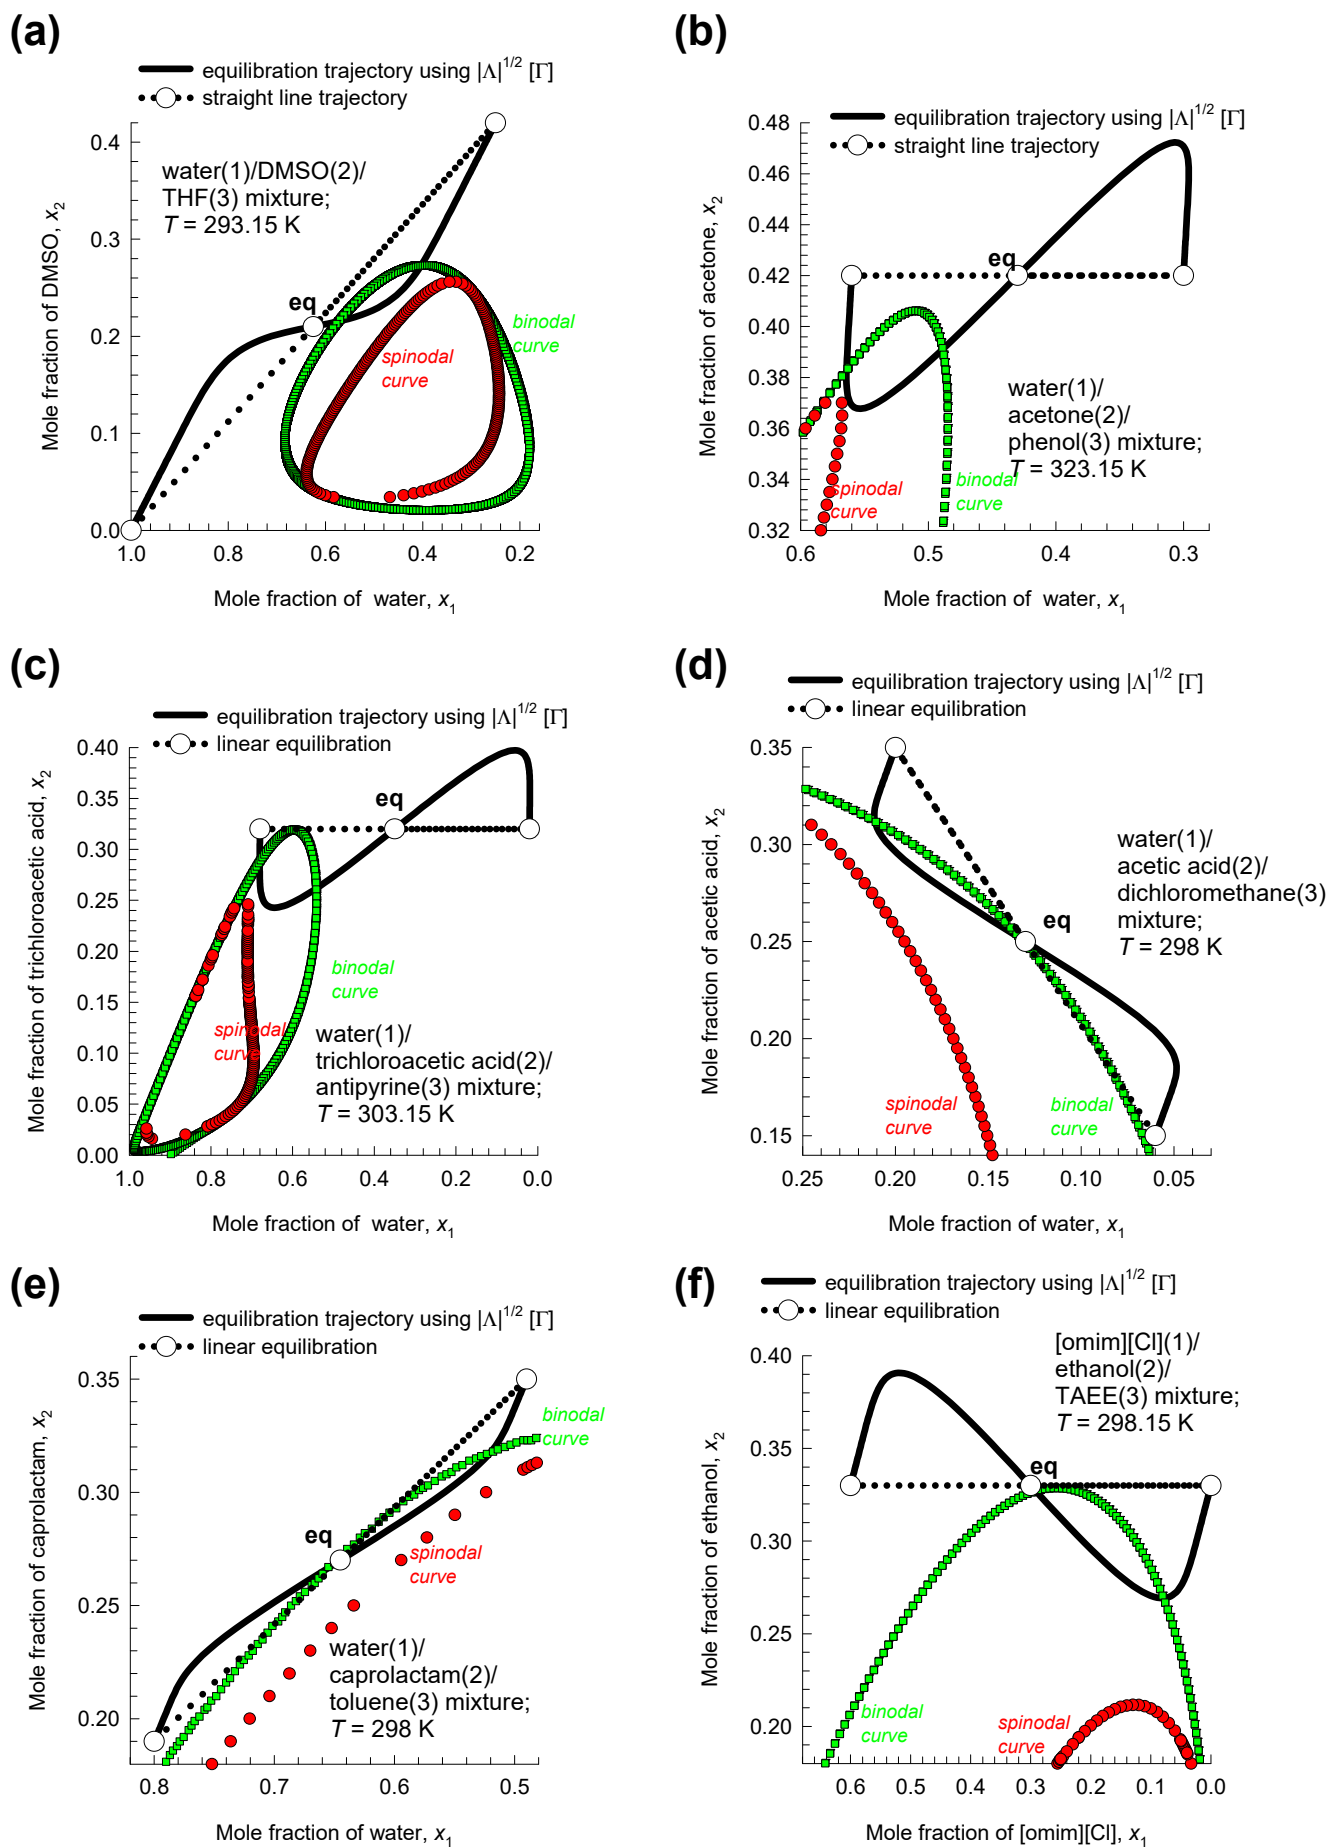 (a)
equilibration trajectory using |Λ|^1/2 [Γ]
straight line trajectory
water(1)/DMSO(2)/
THF(3) mixture;
T = 293.15 K
eq
binodal
curve
spinodal
curve
Mole fraction of DMSO, x2
0.4
0.3
0.2
0.1
0.0
1.0 0.8 0.6 0.4 0.2
Mole fraction of water, x1
(b)
equilibration trajectory using |Λ|^1/2 [Γ]
straight line trajectory
eq
water(1)/
acetone(2)/
phenol(3) mixture;
T = 323.15 K
binodal
curve
spinodal
curve
Mole fraction of acetone, x2
0.48
0.46
0.44
0.42
0.40
0.38
0.36
0.34
0.32
0.6 0.5 0.4 0.3
Mole fraction of water, x1
(c)
equilibration trajectory using |Λ|^1/2 [Γ]
linear equilibration
eq
binodal
curve
spinodal
curve
water(1)/
trichloroacetic acid(2)/
antipyrine(3) mixture;
T = 303.15 K
Mole fraction of trichloroacetic acid, x2
0.40
0.35
0.30
0.25
0.20
0.15
0.10
0.05
0.00
1.0 0.8 0.6 0.4 0.2 0.0
Mole fraction of water, x1
(d)
equilibration trajectory using |Λ|^1/2 [Γ]
linear equilibration
water(1)/
acetic acid(2)/
dichloromethane(3)
mixture;
T = 298 K
eq
spinodal
curve
binodal
curve
Mole fraction of acetic acid, x2
0.35
0.30
0.25
0.20
0.15
0.25 0.20 0.15 0.10 0.05
Mole fraction of water, x1
(e)
equilibration trajectory using |Λ|^1/2 [Γ]
linear equilibration
binodal
curve
eq
spinodal
curve
water(1)/
caprolactam(2)/
toluene(3) mixture;
T = 298 K
Mole fraction of caprolactam, x2
0.35
0.30
0.25
0.20
0.8 0.7 0.6 0.5
Mole fraction of water, x1
(f)
equilibration trajectory using |Λ|^1/2 [Γ]
linear equilibration
[omim][Cl](1)/
ethanol(2)/
TAEE(3) mixture;
T = 298.15 K
eq
binodal
curve
spinodal
curve
Mole fraction of ethanol, x2
0.40
0.35
0.30
0.25
0.20
0.6 0.5 0.4 0.3 0.2 0.1 0.0
Mole fraction of [omim][Cl], x1